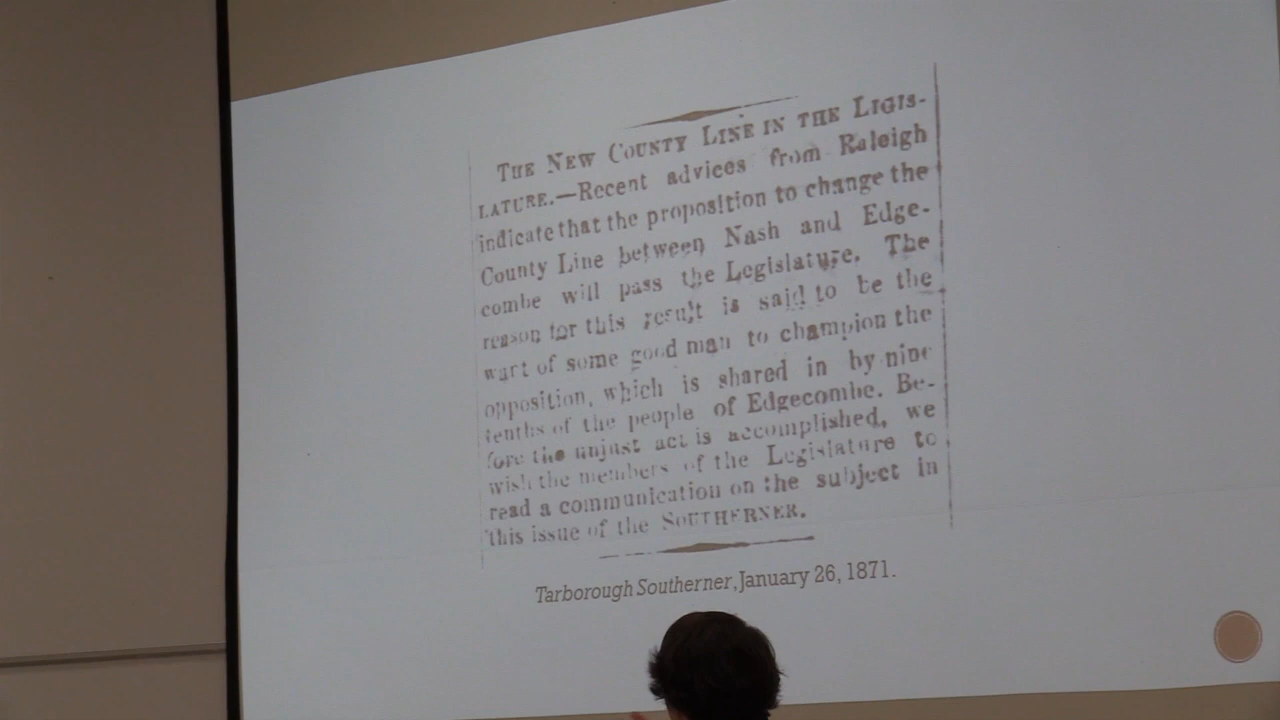 THE NEW COUNTY LINE IN THE LIGIS-
LATURE.—Recent advices from Raleigh
indicate that the proposition to change the
County Line between Nash and Edge-
combe will pass the Legislature. The
reason for this result is said to be the
want of some good man to champion the
opposition, which is shared in by nine
tenths of the people of Edgecombe. Be-
fore the unjust act is accomplished, we
wish the members of the Legislature to
read a communication on the subject in
this issue of the SOUTHERNER.
Tarborough Southerner, January 26, 1871.